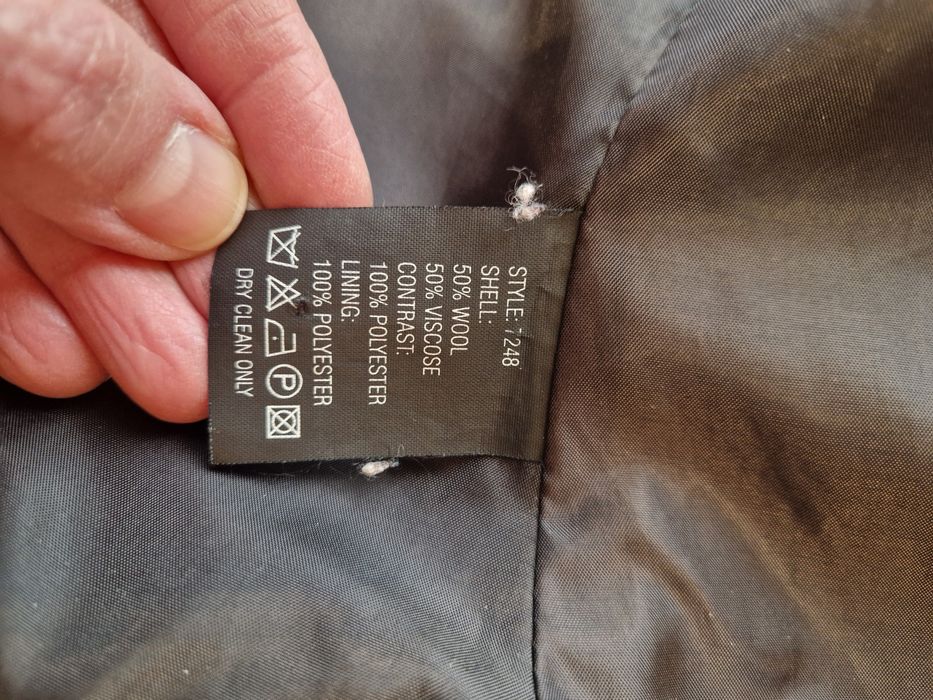 STYLE: 7248
SHELL:
50% WOOL
50% VISCOSE
CONTRAST:
100% POLYESTER
LINING:
100% POLYESTER
P
DRY CLEAN ONLY